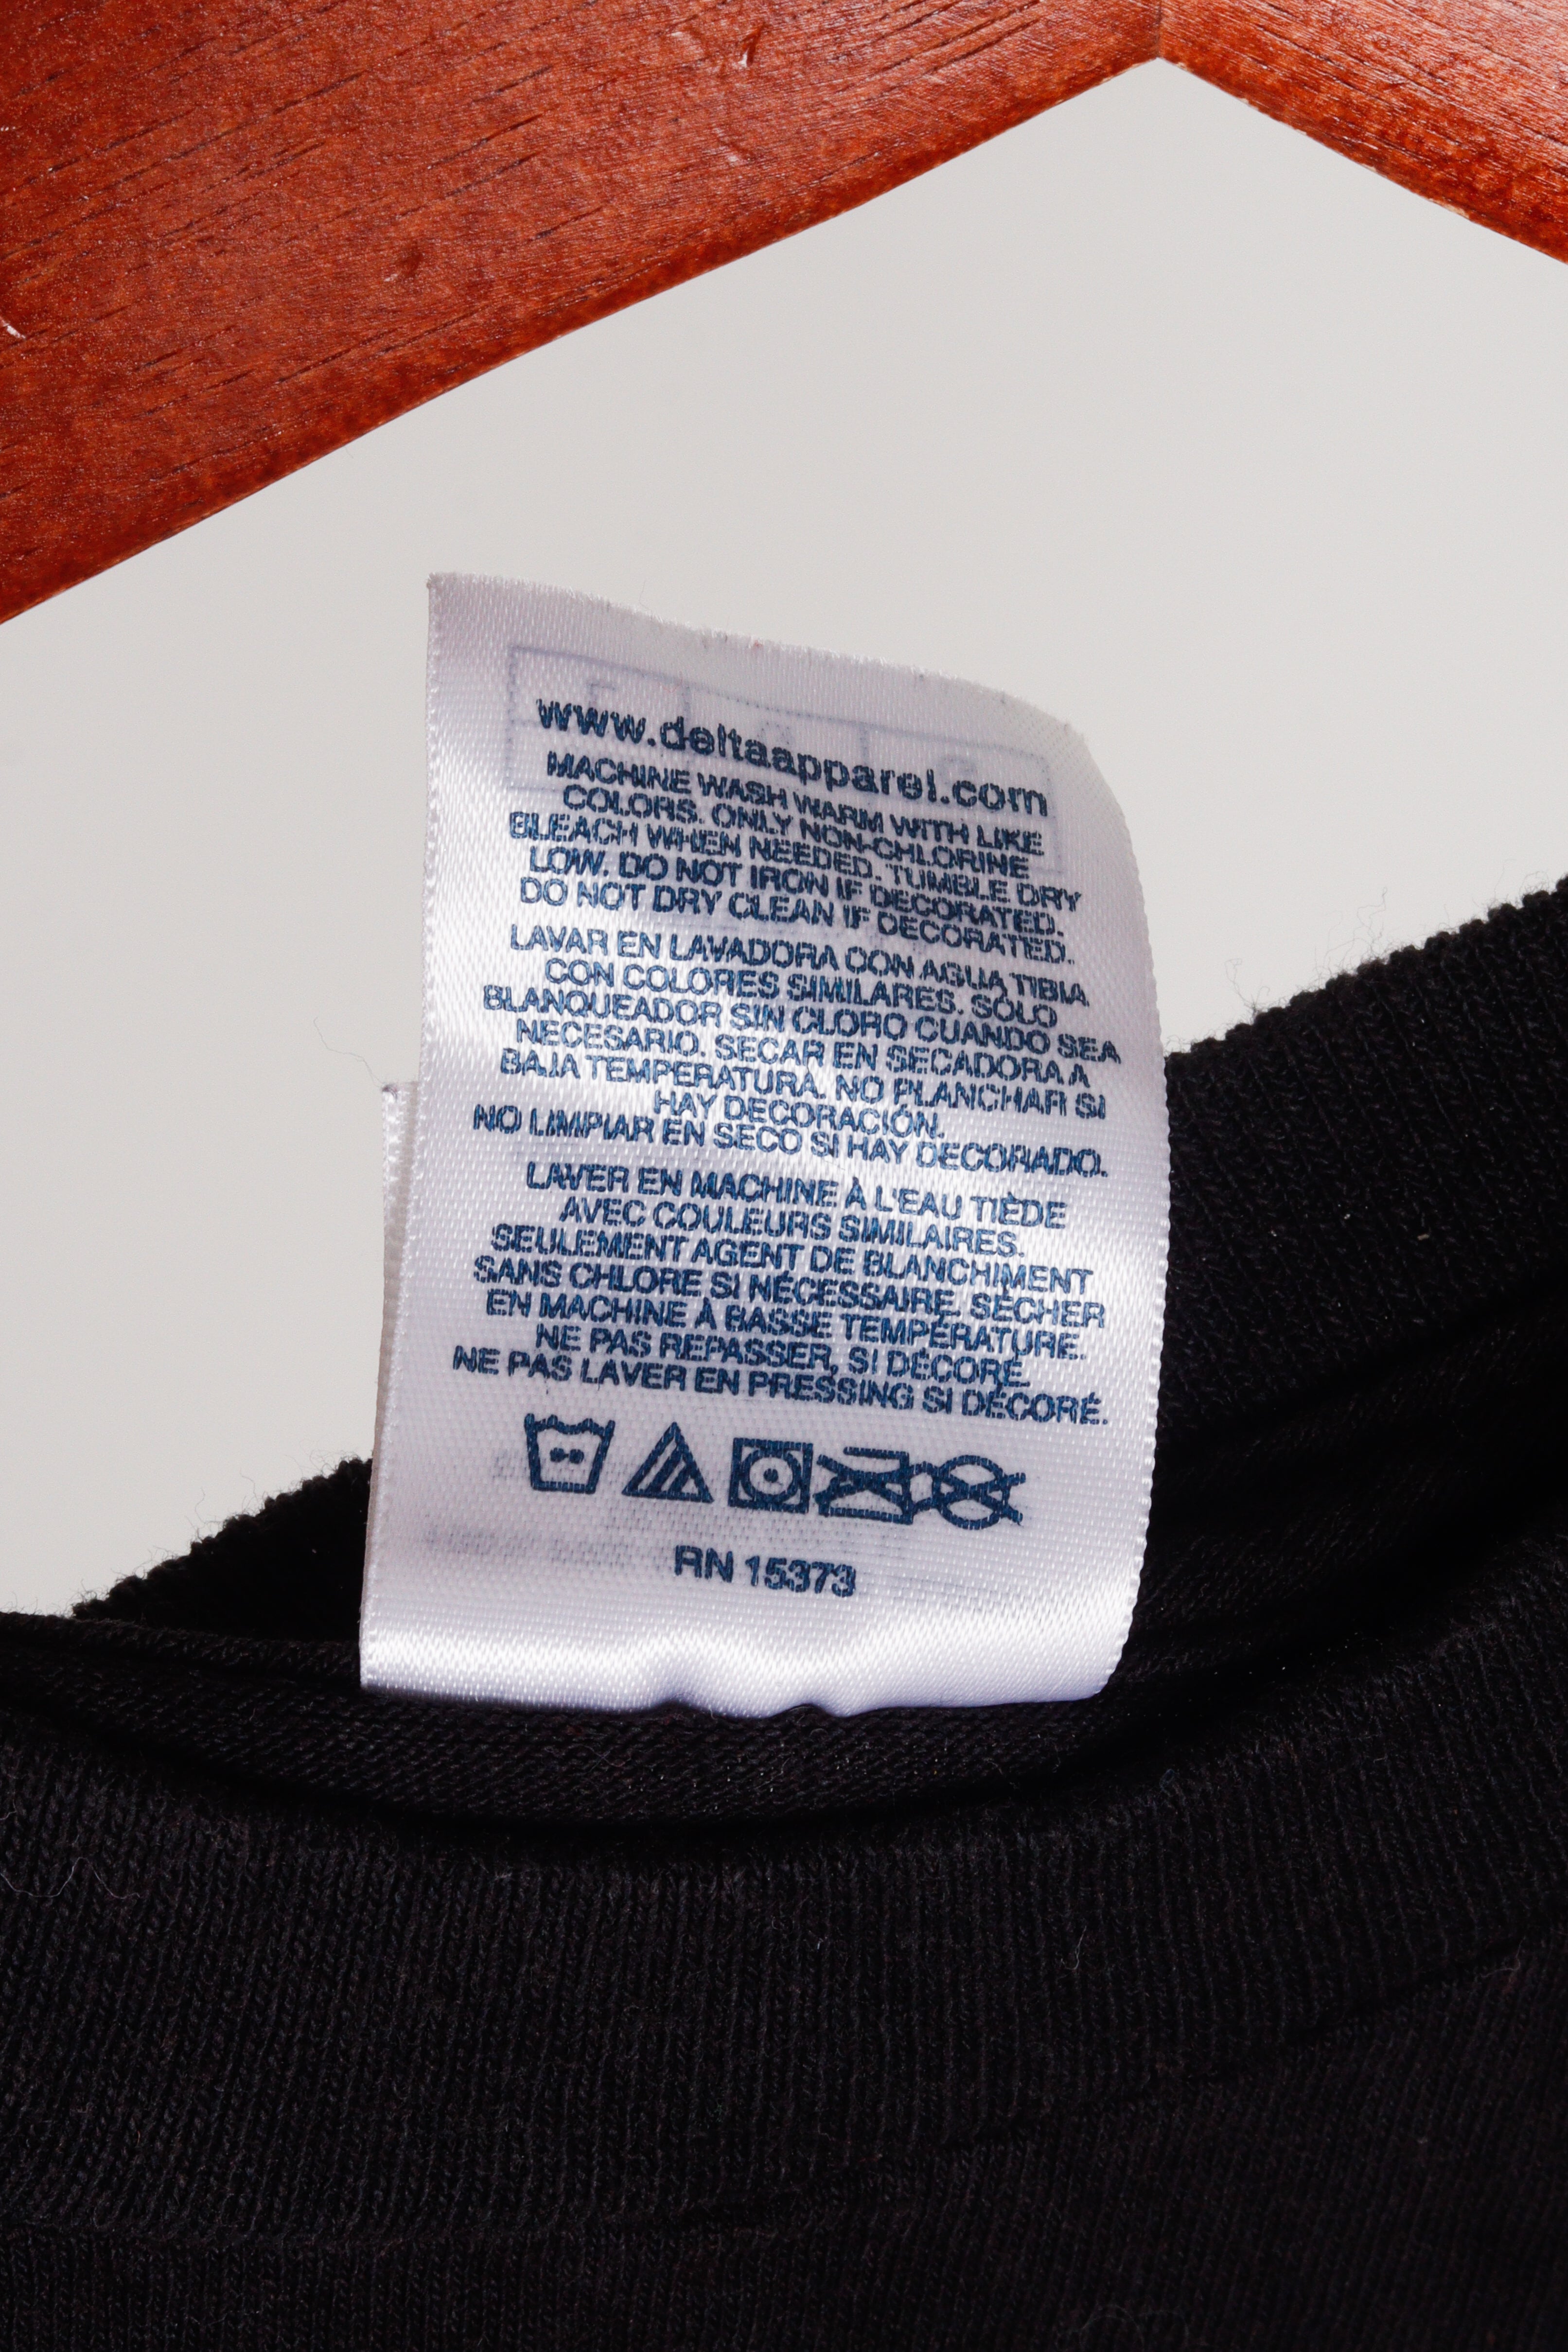 www.deltaapparel.com
MACHINE WASH WARM WITH LIKE
COLORS. ONLY NON-CHLORINE
BLEACH WHEN NEEDED. TUMBLE DRY
LOW. DO NOT IRON IF DECORATED.
DO NOT DRY CLEAN IF DECORATED.
LAVAR EN LAVADORA CON AGUA TIBIA
CON COLORES SIMILARES. SÓLO
BLANQUEADOR SIN CLORO CUANDO SEA
NECESARIO. SECAR EN SECADORA A
BAJA TEMPERATURA. NO PLANCHAR SI
HAY DECORACIÓN.
NO LIMPIAR EN SECO SI HAY DECORADO.
LAVER EN MACHINE À L'EAU TIÈDE
AVEC COULEURS SIMILAIRES.
SEULEMENT AGENT DE BLANCHIMENT
SANS CHLORE SI NÉCESSAIRE. SÉCHER
EN MACHINE À BASSE TEMPÉRATURE.
NE PAS REPASSER, SI DÉCORÉ.
NE PAS LAVER EN PRESSING SI DÉCORÉ.
RN 15373